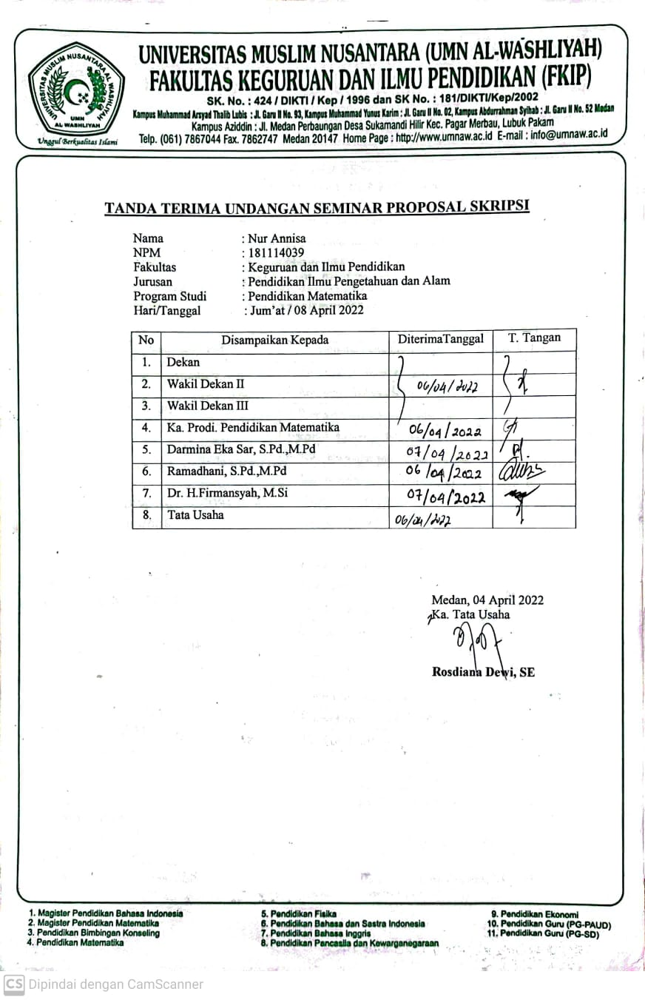 UNIVERSITAS MUSLIM NUSANTARA (UMN AL-WASHLIYAH)
FAKULTAS KEGURUAN DAN ILMU PENDIDIKAN (FKIP)
SK. No. : 424 / DIKTI / Kep / 1996 dan SK No. : 181/DIKTI/Kep/2002
Kampus Muhammad Arsyad Thalib Lubis : Jl. Garu II No. 93, Kampus Muhammad Yunus Karim : Jl. Garu II No. 02, Kampus Abdurrahman Syihab : Jl. Garu II No. 52 Medan
Kampus Aziddin : Jl. Medan Perbaungan Desa Sukamandi Hilir Kec. Pagar Merbau, Lubuk Pakam
Telp. (061) 7867044 Fax. 7862747 Medan 20147 Home Page : http://www.umnaw.ac.id E-mail : info@umnaw.ac.id
UNIVERSITAS MUSLIM NUSANTARA AL WASHLIYAH
UMN
AL WASHLIYAH
Unggul Berkualitas Islami
TANDA TERIMA UNDANGAN SEMINAR PROPOSAL SKRIPSI
Nama : Nur Annisa
NPM : 181114039
Fakultas : Keguruan dan Ilmu Pendidikan
Jurusan : Pendidikan Ilmu Pengetahuan dan Alam
Program Studi : Pendidikan Matematika
Hari/Tanggal : Jum'at / 08 April 2022
No Disampaikan Kepada DiterimaTanggal T. Tangan
1. Dekan
2. Wakil Dekan II 06/04/2022
3. Wakil Dekan III
4. Ka. Prodi. Pendidikan Matematika 06/04/2022
5. Darmina Eka Sar, S.Pd.,M.Pd 07/04/2022
6. Ramadhani, S.Pd.,M.Pd 06/04/2022
7. Dr. H.Firmansyah, M.Si 07/04/2022
8. Tata Usaha 06/04/2022
Medan, 04 April 2022
Ka. Tata Usaha
Rosdiana Dewi, SE
1. Magister Pendidikan Bahasa Indonesia
2. Magister Pendidikan Matematika
3. Pendidikan Bimbingan Konseling
4. Pendidikan Matematika
5. Pendidikan Fisika
6. Pendidikan Bahasa dan Sastra Indonesia
7. Pendidikan Bahasa Inggris
8. Pendidikan Pancasila dan Kewarganegaraan
9. Pendidikan Ekonomi
10. Pendidikan Guru (PG-PAUD)
11. Pendidikan Guru (PG-SD)
CS Dipindai dengan CamScanner